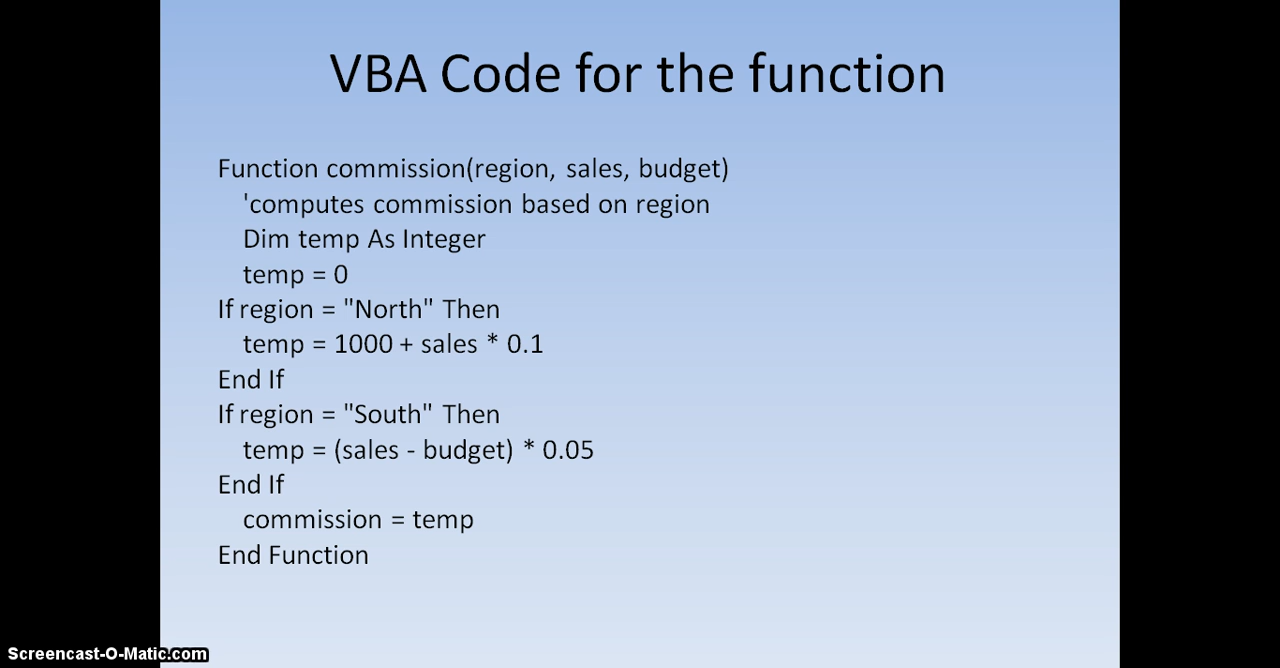 VBA Code for the function
Function commission(region, sales, budget)
'computes commission based on region
Dim temp As Integer
temp = 0
If region = "North" Then
temp = 1000 + sales * 0.1
End If
If region = "South" Then
temp = (sales - budget) * 0.05
End If
commission = temp
End Function
Screencast-O-Matic.com